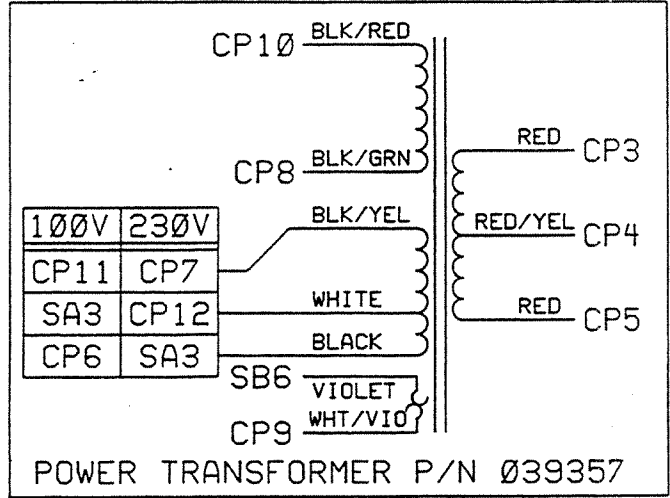 CP10 BLK/RED
CP8 BLK/GRN
RED CP3
RED/YEL CP4
RED CP5
100V 230V
CP11 CP7 BLK/YEL
SA3 CP12 WHITE
CP6 SA3 BLACK
SB6 VIOLET
CP9 WHT/VIO
POWER TRANSFORMER P/N 039357